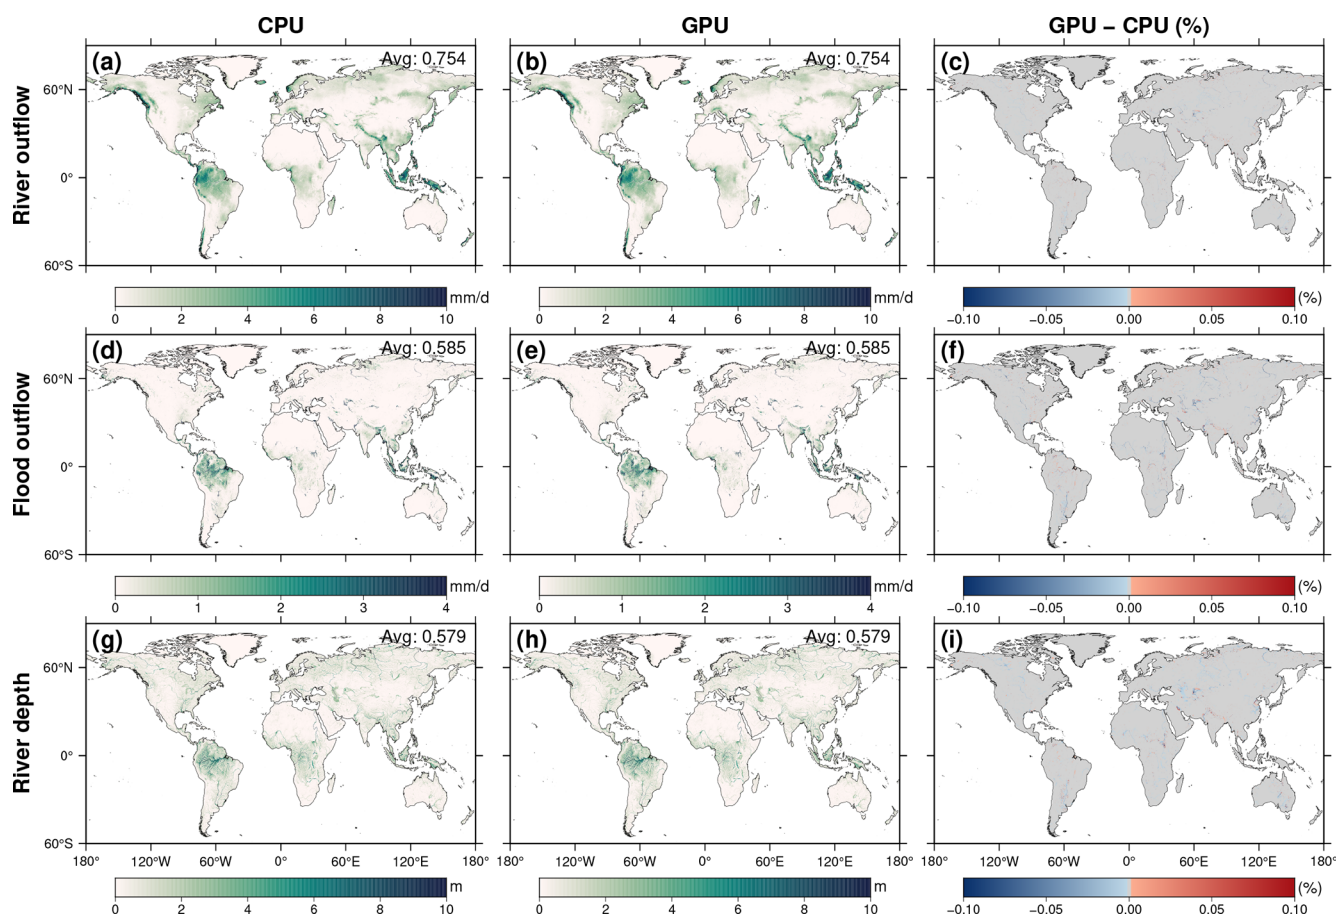 CPU GPU GPU − CPU (%)
River outflow
(a) Avg: 0.754 (b) Avg: 0.754 (c)
60°N
0°
60°S
mm/d mm/d (%)
0 2 4 6 8 10 0 2 4 6 8 10 −0.10 −0.05 0.00 0.05 0.10
Flood outflow
(d) Avg: 0.585 (e) Avg: 0.585 (f)
60°N
0°
60°S
mm/d mm/d (%)
0 1 2 3 4 0 1 2 3 4 −0.10 −0.05 0.00 0.05 0.10
River depth
(g) Avg: 0.579 (h) Avg: 0.579 (i)
60°N
0°
60°S
180° 120°W 60°W 0° 60°E 120°E 180° 180° 120°W 60°W 0° 60°E 120°E 180° 180° 120°W 60°W 0° 60°E 120°E 180°
m m (%)
0 2 4 6 8 10 0 2 4 6 8 10 −0.10 −0.05 0.00 0.05 0.10